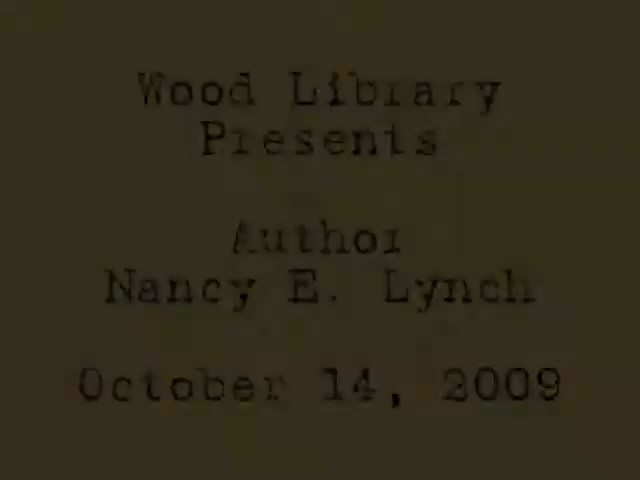 Wood Library
Presents
Author
Nancy E. Lynch
October 14, 2009